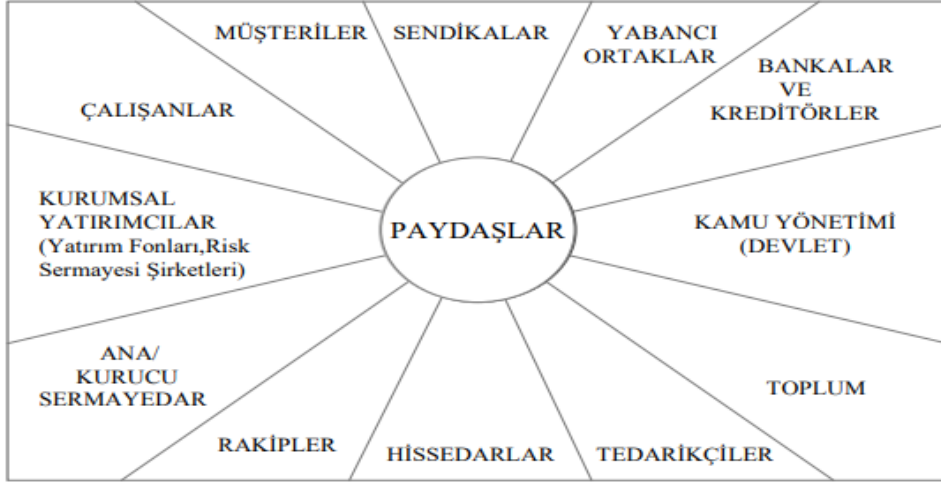 MÜŞTERİLER
SENDİKALAR
YABANCI
ORTAKLAR
BANKALAR
VE
KREDİTÖRLER
ÇALIŞANLAR
KURUMSAL
YATIRIMCILAR
(Yatırım Fonları,Risk
Sermayesi Şirketleri)
PAYDAŞLAR
KAMU YÖNETİMİ
(DEVLET)
ANA/
KURUCU
SERMAYEDAR
TOPLUM
RAKİPLER
HİSSEDARLAR
TEDARİKÇİLER